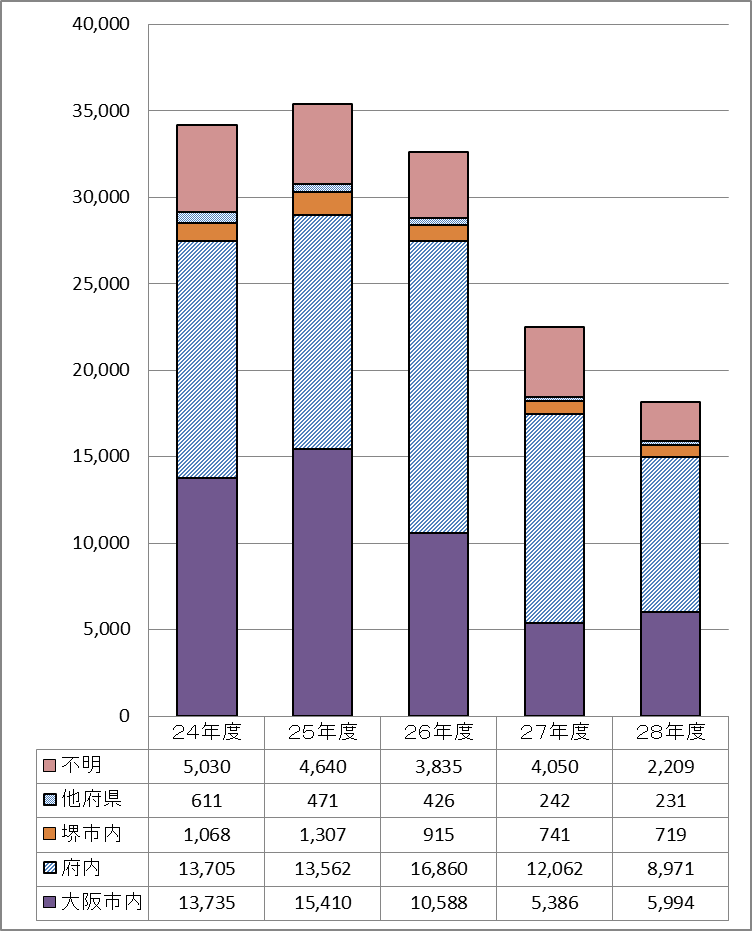 40,000
35,000
30,000
25,000
20,000
15,000
10,000
5,000
0
24年度 25年度 26年度 27年度 28年度
不明 5,030 4,640 3,835 4,050 2,209
他府県 611 471 426 242 231
堺市内 1,068 1,307 915 741 719
府内 13,705 13,562 16,860 12,062 8,971
大阪市内 13,735 15,410 10,588 5,386 5,994